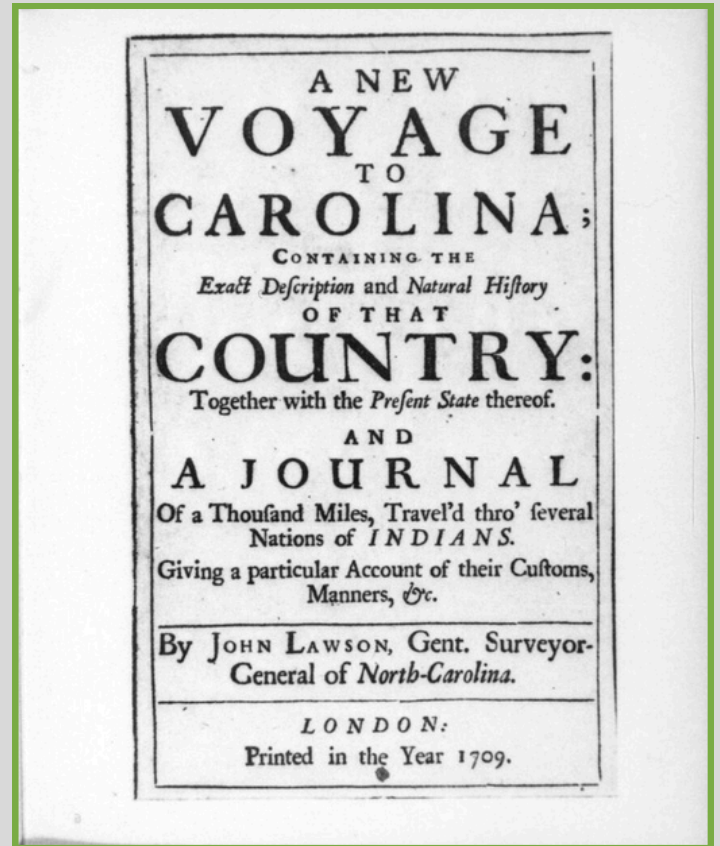 A NEW
VOYAGE
TO
CAROLINA;
CONTAINING THE
Exact Deſcription and Natural Hiſtory
OF THAT
COUNTRY:
Together with the Preſent State thereof.
AND
A JOURNAL
Of a Thouſand Miles, Travel'd thro' ſeveral
Nations of INDIANS.
Giving a particular Account of their Cuſtoms,
Manners, &c.
By JOHN LAWSON, Gent. Surveyor-
General of North-Carolina.
LONDON:
Printed in the Year 1709.